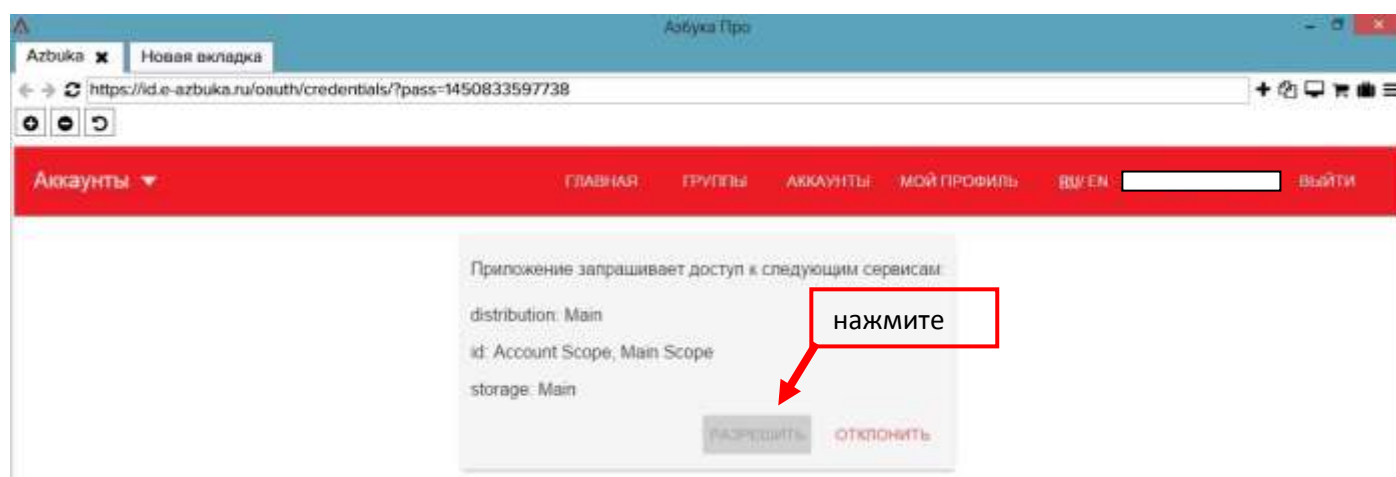 Азбука Про
Azbuka Новая вкладка
https://id.e-azbuka.ru/oauth/credentials/?pass=1450833597738
Аккаунты ГЛАВНАЯ ГРУППЫ АККАУНТЫ МОЙ ПРОФИЛЬ RU/ EN ВЫЙТИ
Приложение запрашивает доступ к следующим сервисам:
distribution: Main
нажмите
id: Account Scope, Main Scope
storage: Main
РАЗРЕШИТЬ ОТКЛОНИТЬ